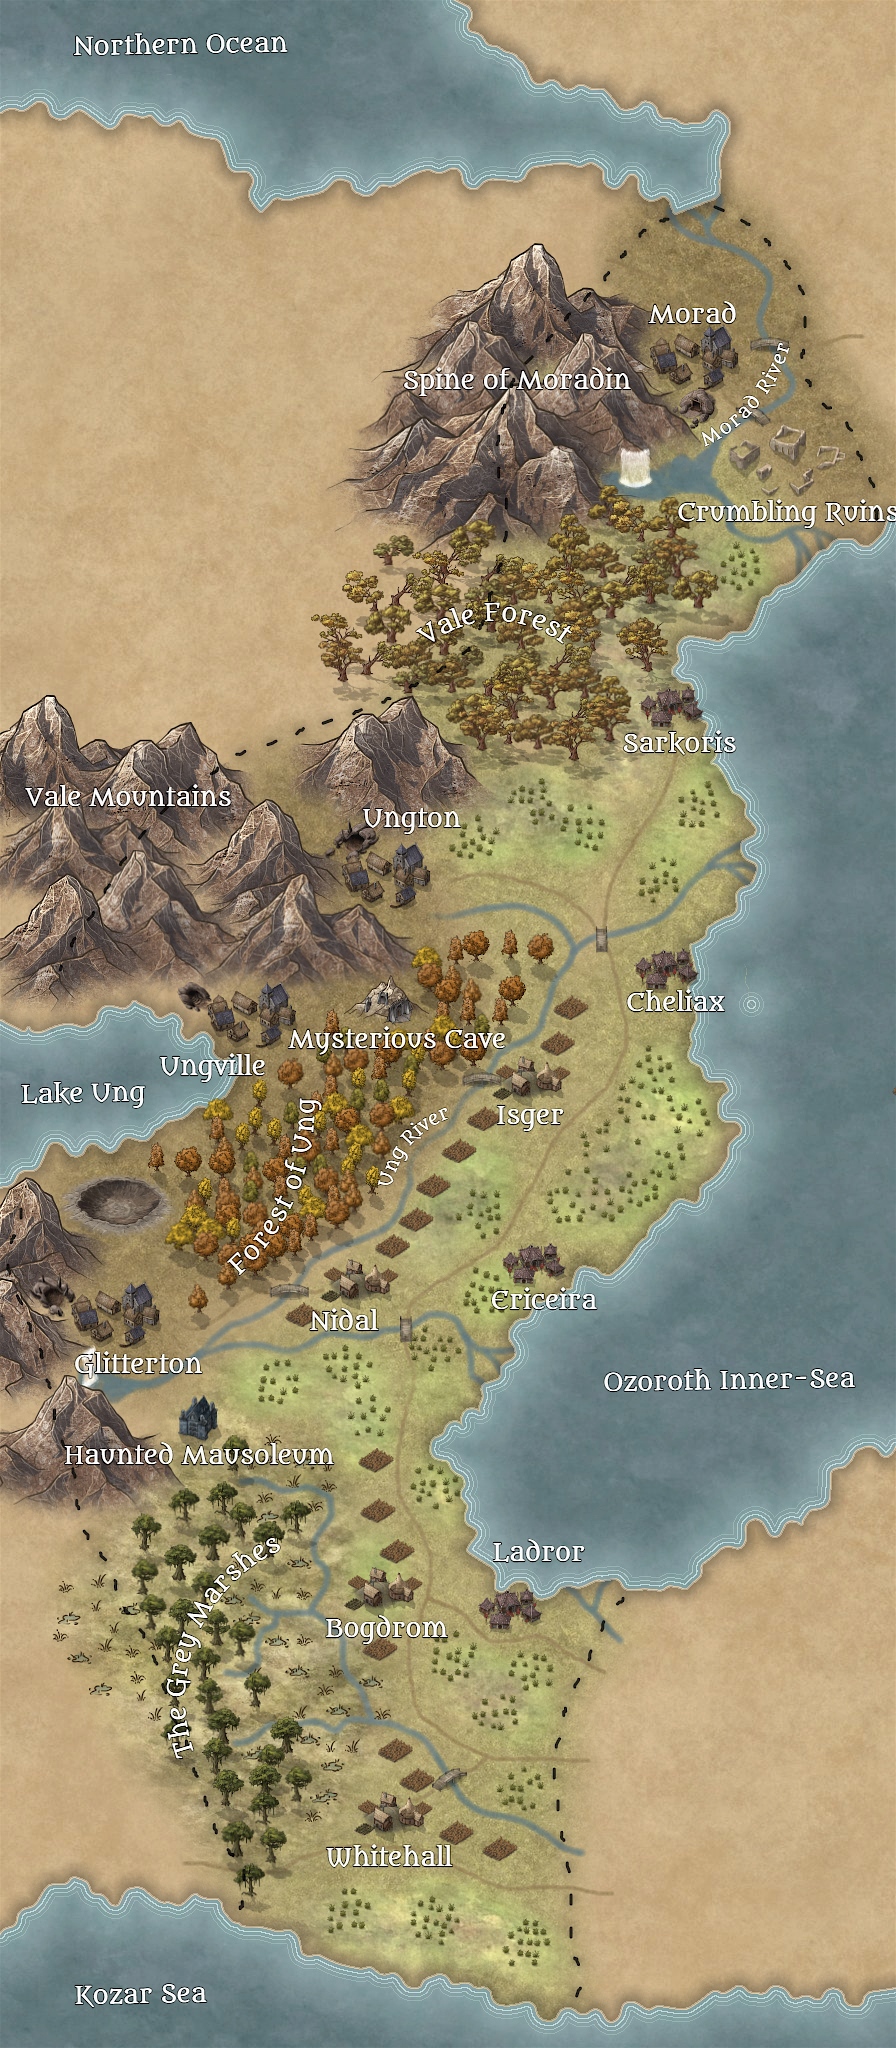 Northern Ocean
Morad
Spine of Moradin
Morad River
Crumbling Ruins
Vale Forest
Sarkoris
Vale Mountains
Ungton
Cheliax
Mysterious Cave
Ungville
Lake Ung
Isger
Ung River
Forest of Ung
Ericeira
Nidal
Glitterton
Ozoroth Inner-Sea
Haunted Mausoleum
Ladror
The Grey Marshes
Bogdrom
Whitehall
Kozar Sea